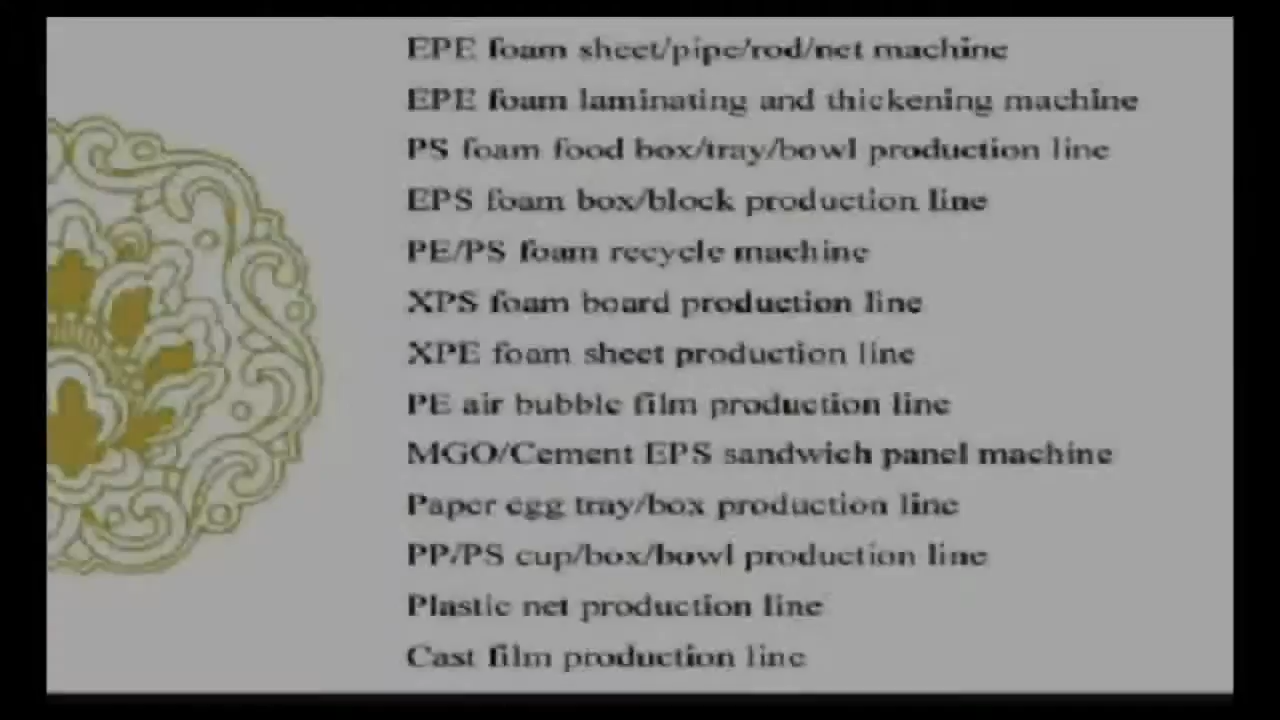 EPE foam sheet/pipe/rod/net machine
EPE foam laminating and thickening machine
PS foam food box/tray/bowl production line
EPS foam box/block production line
PE/PS foam recycle machine
XPS foam board production line
XPE foam sheet production line
PE air bubble film production line
MGO/Cement EPS sandwich panel machine
Paper egg tray/box production line
PP/PS cup/box/bowl production line
Plastic net production line
Cast film production line